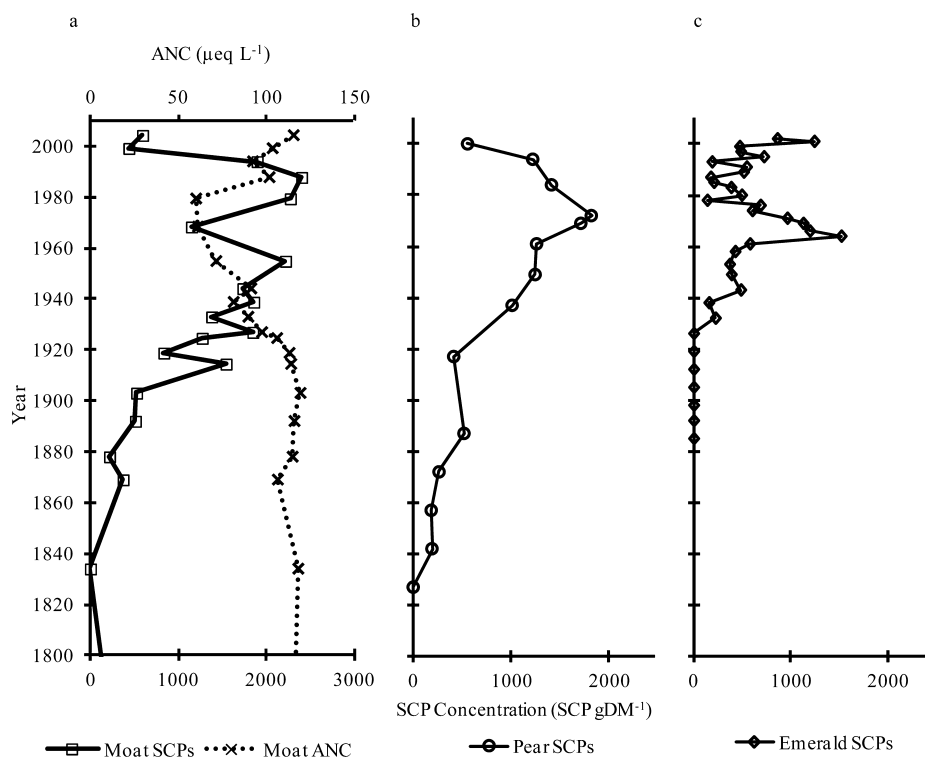 a b c
ANC (µeq L-1)
0 50 100 150
2000
1980
1960
1940
1920
1900
1880
1860
1840
1820
1800
Year
0 1000 2000 3000 0 1000 2000 0 1000 2000
SCP Concentration (SCP gDM-1)
Moat SCPs Moat ANC Pear SCPs Emerald SCPs